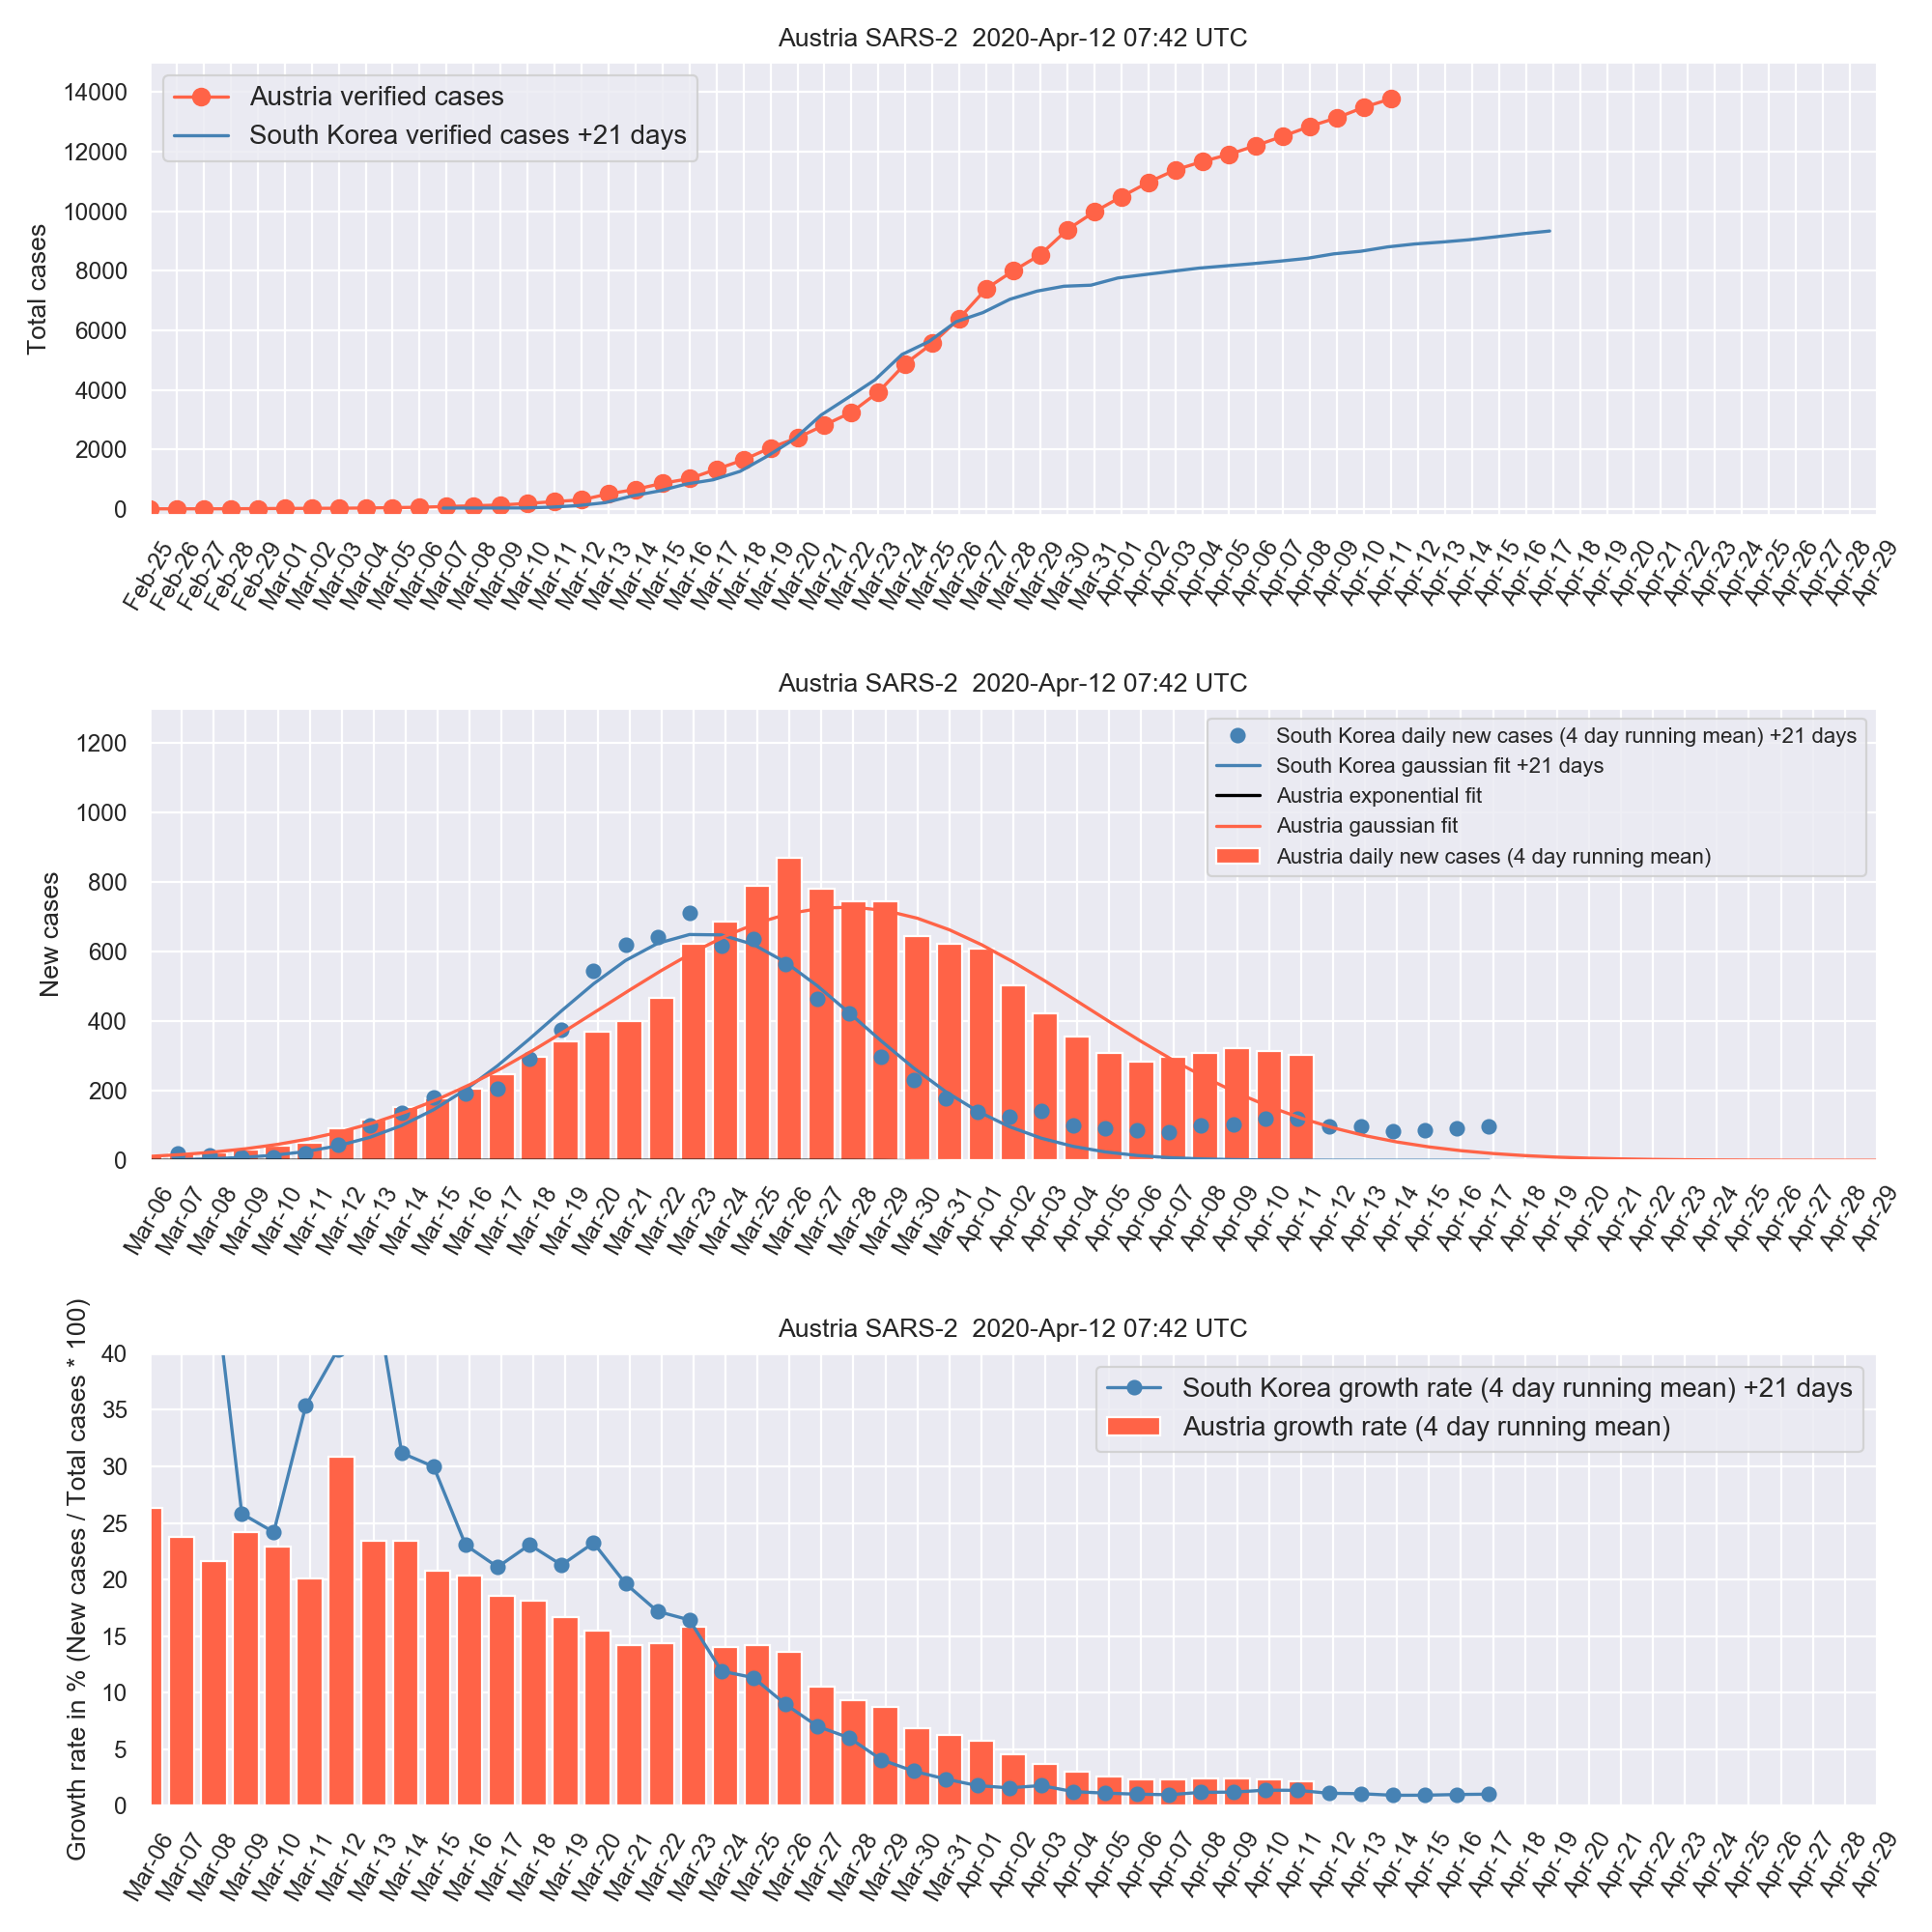 Austria SARS-2  2020-Apr-12 07:42 UTC
Total cases
14000
12000
10000
8000
6000
4000
2000
0
Austria verified cases
South Korea verified cases +21 days
Feb-25
Feb-26
Feb-27
Feb-28
Feb-29
Mar-01
Mar-02
Mar-03
Mar-04
Mar-05
Mar-06
Mar-07
Mar-08
Mar-09
Mar-10
Mar-11
Mar-12
Mar-13
Mar-14
Mar-15
Mar-16
Mar-17
Mar-18
Mar-19
Mar-20
Mar-21
Mar-22
Mar-23
Mar-24
Mar-25
Mar-26
Mar-27
Mar-28
Mar-29
Mar-30
Mar-31
Apr-01
Apr-02
Apr-03
Apr-04
Apr-05
Apr-06
Apr-07
Apr-08
Apr-09
Apr-10
Apr-11
Apr-12
Apr-13
Apr-14
Apr-15
Apr-16
Apr-17
Apr-18
Apr-19
Apr-20
Apr-21
Apr-22
Apr-23
Apr-24
Apr-25
Apr-26
Apr-27
Apr-28
Apr-29
Austria SARS-2  2020-Apr-12 07:42 UTC
New cases
1200
1000
800
600
400
200
0
South Korea daily new cases (4 day running mean) +21 days
South Korea gaussian fit +21 days
Austria exponential fit
Austria gaussian fit
Austria daily new cases (4 day running mean)
Mar-06
Mar-07
Mar-08
Mar-09
Mar-10
Mar-11
Mar-12
Mar-13
Mar-14
Mar-15
Mar-16
Mar-17
Mar-18
Mar-19
Mar-20
Mar-21
Mar-22
Mar-23
Mar-24
Mar-25
Mar-26
Mar-27
Mar-28
Mar-29
Mar-30
Mar-31
Apr-01
Apr-02
Apr-03
Apr-04
Apr-05
Apr-06
Apr-07
Apr-08
Apr-09
Apr-10
Apr-11
Apr-12
Apr-13
Apr-14
Apr-15
Apr-16
Apr-17
Apr-18
Apr-19
Apr-20
Apr-21
Apr-22
Apr-23
Apr-24
Apr-25
Apr-26
Apr-27
Apr-28
Apr-29
Austria SARS-2  2020-Apr-12 07:42 UTC
Growth rate in % (New cases / Total cases * 100)
40
35
30
25
20
15
10
5
0
South Korea growth rate (4 day running mean) +21 days
Austria growth rate (4 day running mean)
Mar-06
Mar-07
Mar-08
Mar-09
Mar-10
Mar-11
Mar-12
Mar-13
Mar-14
Mar-15
Mar-16
Mar-17
Mar-18
Mar-19
Mar-20
Mar-21
Mar-22
Mar-23
Mar-24
Mar-25
Mar-26
Mar-27
Mar-28
Mar-29
Mar-30
Mar-31
Apr-01
Apr-02
Apr-03
Apr-04
Apr-05
Apr-06
Apr-07
Apr-08
Apr-09
Apr-10
Apr-11
Apr-12
Apr-13
Apr-14
Apr-15
Apr-16
Apr-17
Apr-18
Apr-19
Apr-20
Apr-21
Apr-22
Apr-23
Apr-24
Apr-25
Apr-26
Apr-27
Apr-28
Apr-29